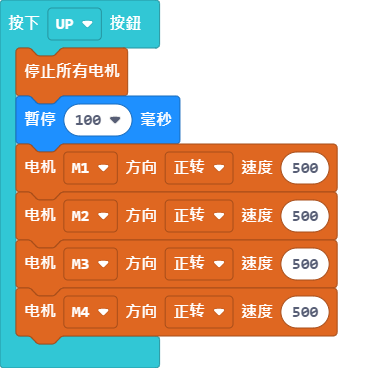 按下 UP 按鈕
停止所有电机
暫停 100 毫秒
电机 M1 方向 正转 速度 500
电机 M2 方向 正转 速度 500
电机 M3 方向 正转 速度 500
电机 M4 方向 正转 速度 500